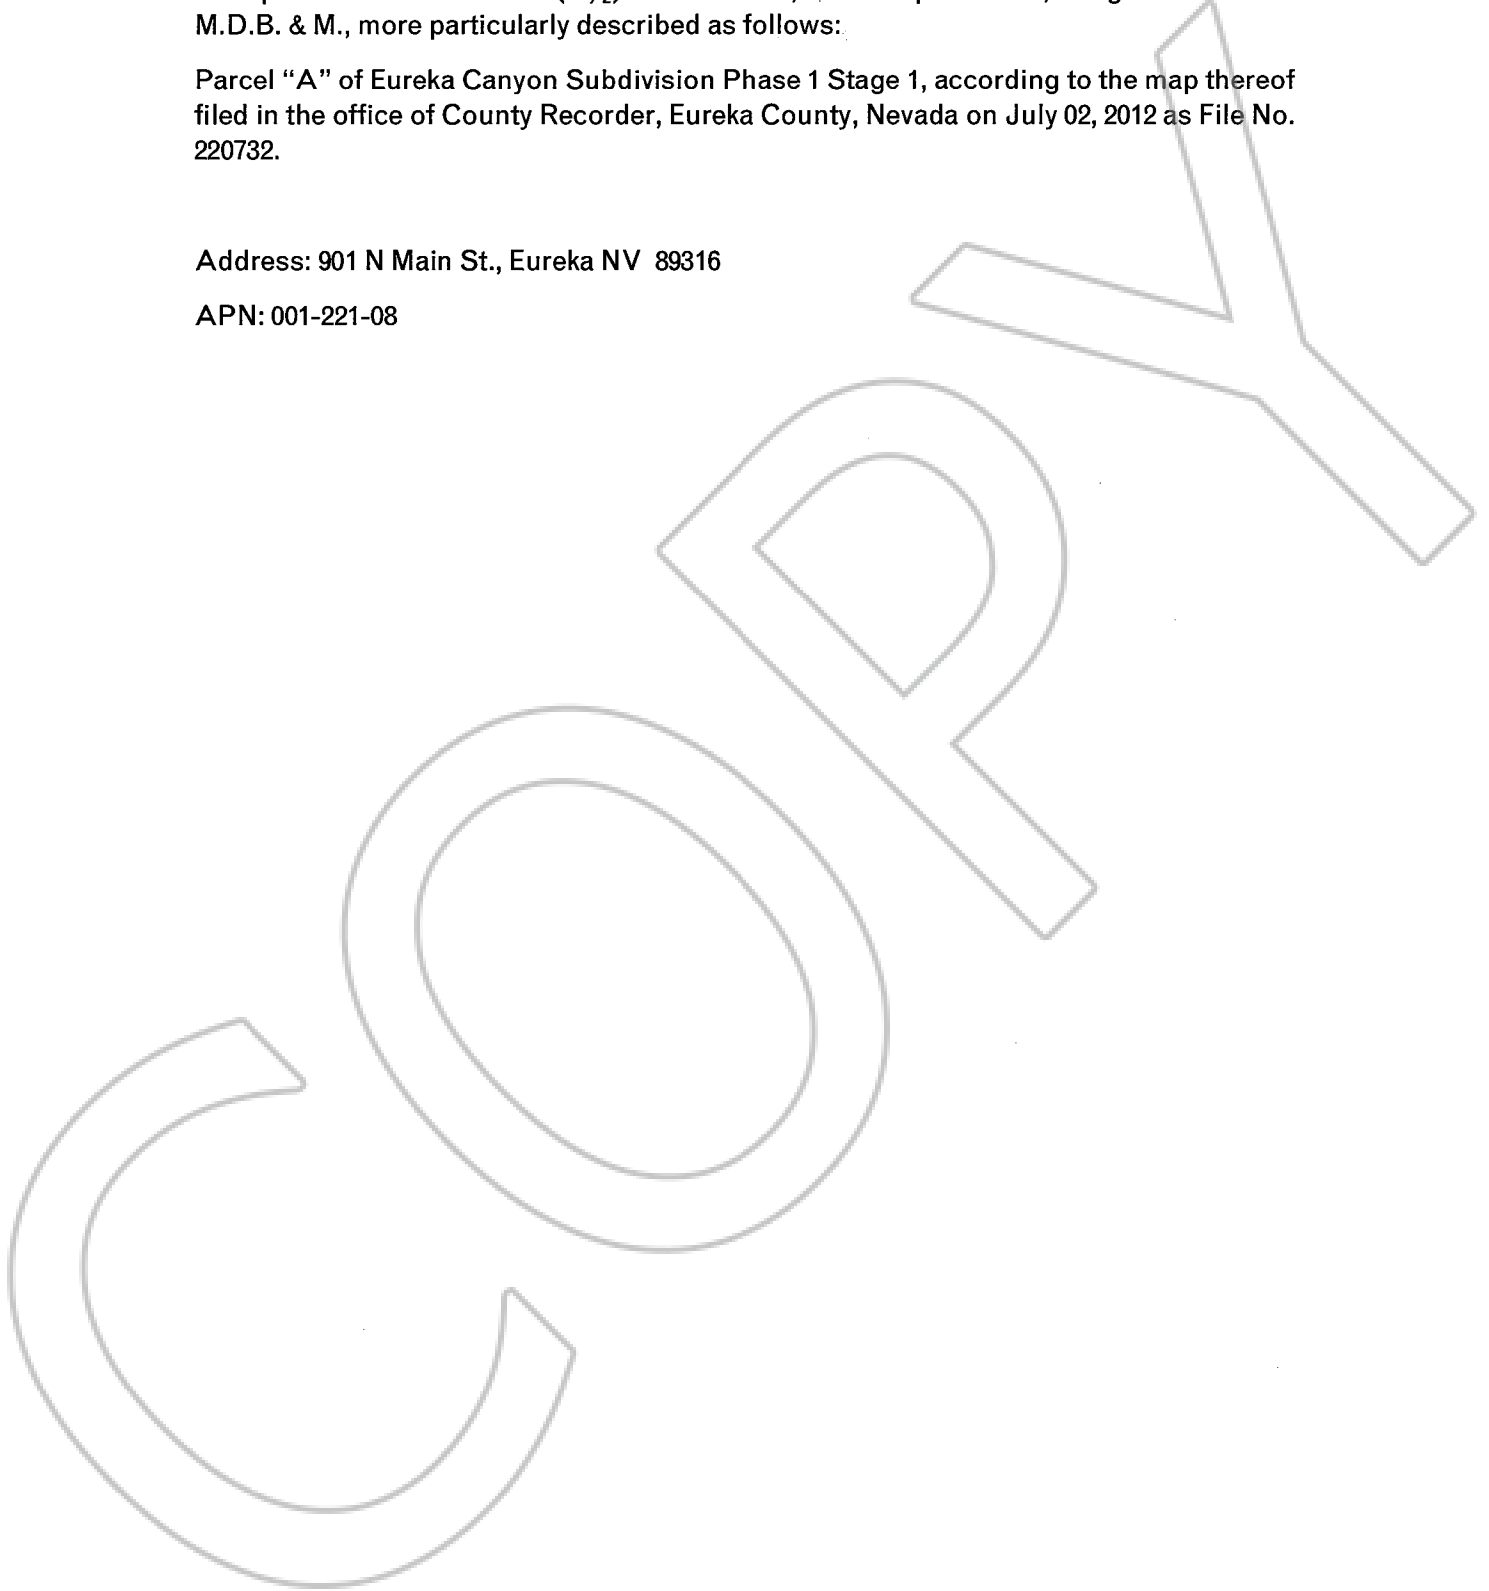 M.D.B. & M., more particularly described as follows:
Parcel “A” of Eureka Canyon Subdivision Phase 1 Stage 1, according to the map thereof
filed in the office of County Recorder, Eureka County, Nevada on July 02, 2012 as File No.
220732.
Address: 901 N Main St., Eureka NV 89316
APN: 001-221-08
COPY